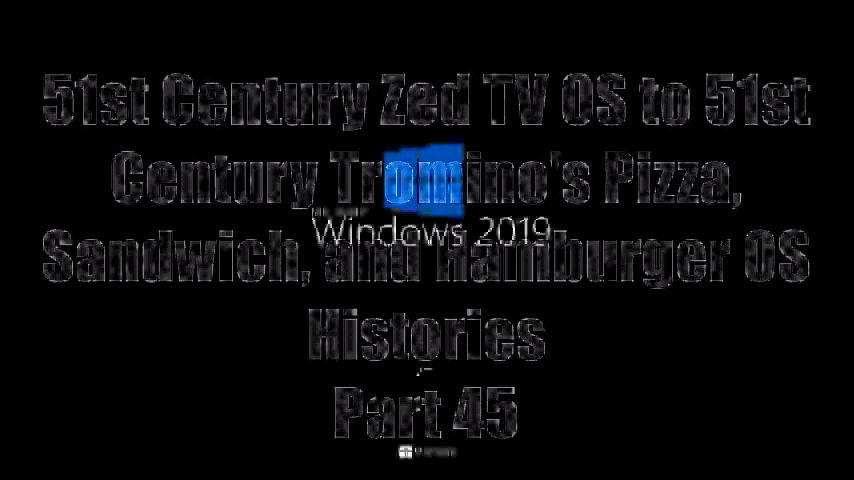 51st Century Zed TV OS to 51st
Century Tromino's Pizza,
Windows 2019
Sandwich, and Hamburger OS
Histories
Part 45